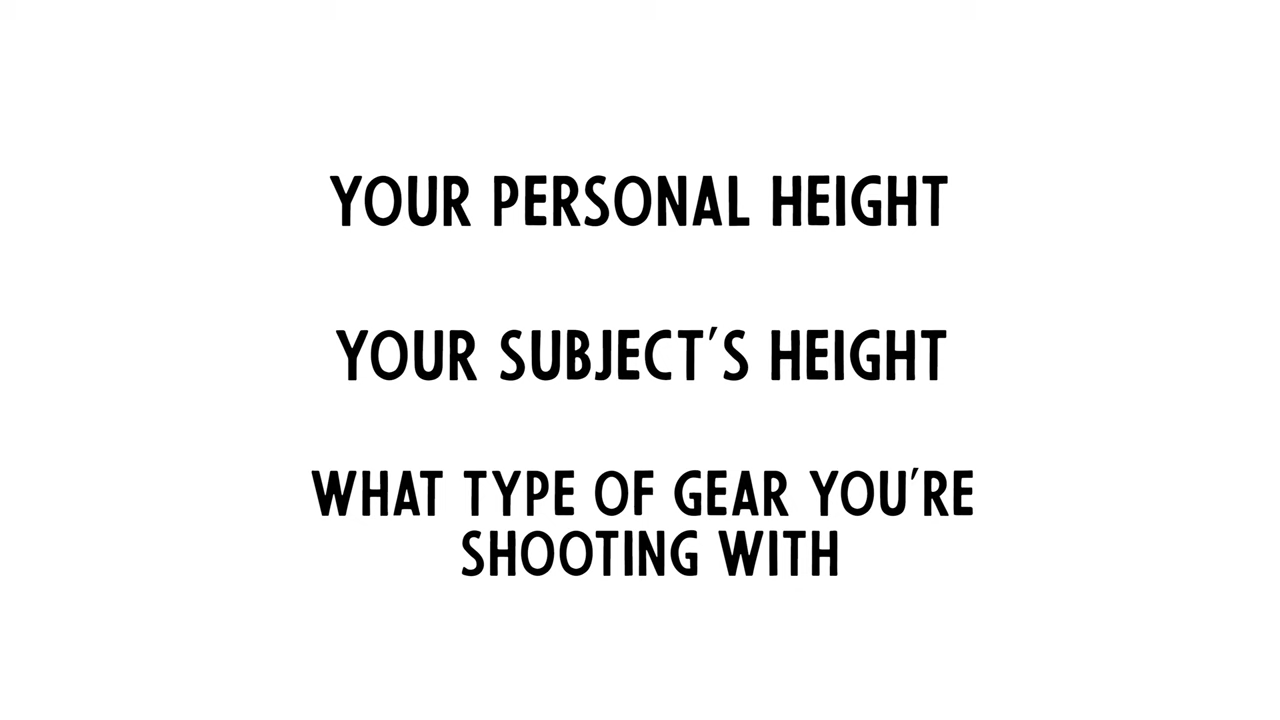 YOUR PERSONAL HEIGHT
YOUR SUBJECT'S HEIGHT
WHAT TYPE OF GEAR YOU'RE
SHOOTING WITH